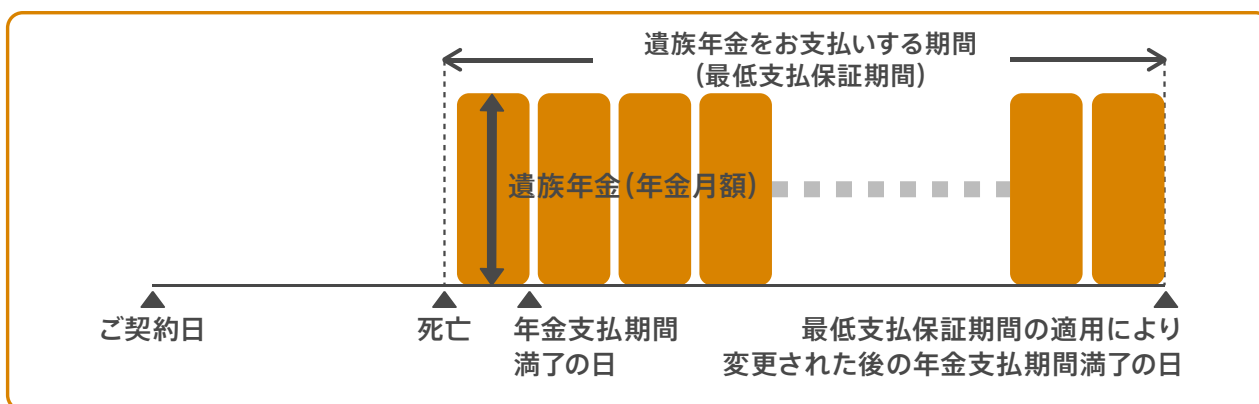 遺族年金をお支払いする期間
(最低支払保証期間)
遺族年金(年金月額)
ご契約日
死亡
年金支払期間
満了の日
最低支払保証期間の適用により
変更された後の年金支払期間満了の日